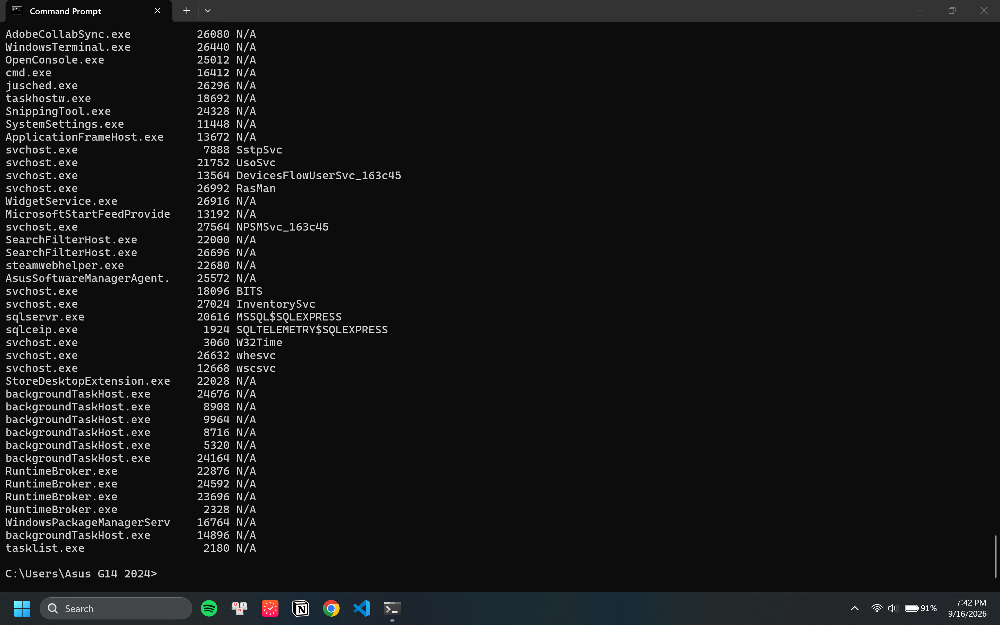 Command Prompt
AdobeCollabSync.exe 26080 N/A
WindowsTerminal.exe 26440 N/A
OpenConsole.exe 25012 N/A
cmd.exe 16412 N/A
jusched.exe 26296 N/A
taskhostw.exe 18692 N/A
SnippingTool.exe 24328 N/A
SystemSettings.exe 11448 N/A
ApplicationFrameHost.exe 13672 N/A
svchost.exe 7888 SstpSvc
svchost.exe 21752 UsoSvc
svchost.exe 13564 DevicesFlowUserSvc_163c45
svchost.exe 26992 RasMan
WidgetService.exe 26916 N/A
MicrosoftStartFeedProvide 13192 N/A
svchost.exe 27564 NPSMSvc_163c45
SearchFilterHost.exe 22000 N/A
SearchFilterHost.exe 26696 N/A
steamwebhelper.exe 22680 N/A
AsusSoftwareManagerAgent. 25572 N/A
svchost.exe 18096 BITS
svchost.exe 27024 InventorySvc
sqlservr.exe 20616 MSSQL$SQLEXPRESS
sqlceip.exe 1924 SQLTELEMETRY$SQLEXPRESS
svchost.exe 3060 W32Time
svchost.exe 26632 whesvc
svchost.exe 12668 wscsvc
StoreDesktopExtension.exe 22028 N/A
backgroundTaskHost.exe 24676 N/A
backgroundTaskHost.exe 8908 N/A
backgroundTaskHost.exe 9964 N/A
backgroundTaskHost.exe 8716 N/A
backgroundTaskHost.exe 5320 N/A
backgroundTaskHost.exe 24164 N/A
RuntimeBroker.exe 22876 N/A
RuntimeBroker.exe 24592 N/A
RuntimeBroker.exe 23696 N/A
RuntimeBroker.exe 2328 N/A
WindowsPackageManagerServ 16764 N/A
backgroundTaskHost.exe 14896 N/A
tasklist.exe 2180 N/A
C:\Users\Asus G14 2024>
Search
u i n
N
91%
7:42 PM
9/16/2026